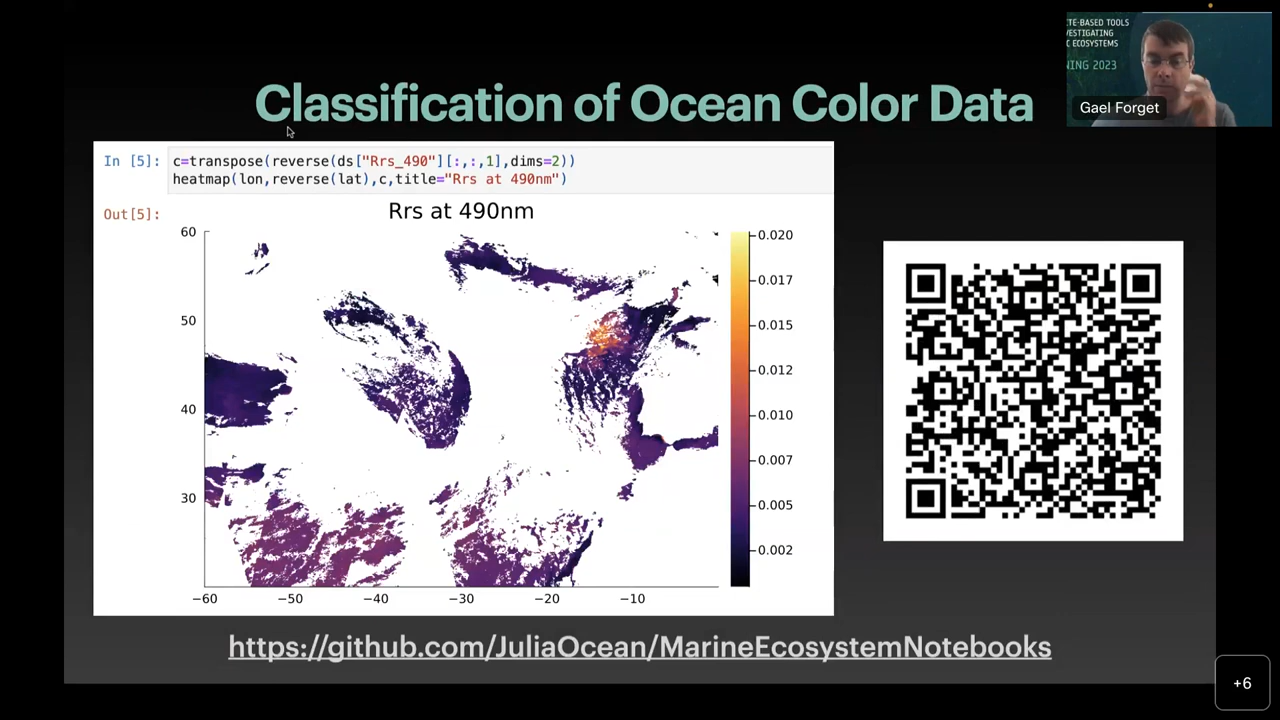 TE-BASED TOOLS
VESTIGATING
C ECOSYSTEMS
NING 2023
Gael Forget
Classification of Ocean Color Data
In [5]: c=transpose(reverse(ds["Rrs_490"][:,:,1],dims=2))
heatmap(lon,reverse(lat),c,title="Rrs at 490nm")
Out[5]:
Rrs at 490nm
60
50
40
30
−60 −50 −40 −30 −20 −10
0.020
0.017
0.015
0.012
0.010
0.007
0.005
0.002
https://github.com/JuliaOcean/MarineEcosystemNotebooks
+6